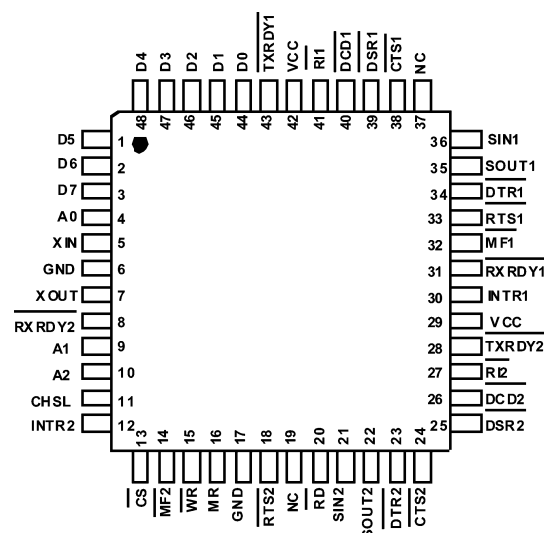 D4 D3 D2 D1 D0 TXRDY1 VCC RI1 DCD1 DSR1 CTS1 NC
48 47 46 45 44 43 42 41 40 39 38 37
D5 1
D6 2
D7 3
A0 4
XIN 5
GND 6
XOUT 7
RXRDY2 8
A1 9
A2 10
CHSL 11
INTR2 12
36 SIN1
35 SOUT1
34 DTR1
33 RTS1
32 MF1
31 RXRDY1
30 INTR1
29 VCC
28 TXRDY2
27 RI2
26 DCD2
25 DSR2
13 14 15 16 17 18 19 20 21 22 23 24
CS MF2 WR MR GND RTS2 NC RD SIN2 SOUT2 DTR2 CTS2